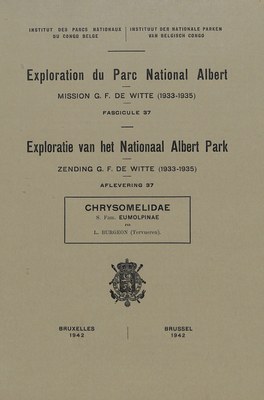 INSTITUT DES PARCS NATIONAUX
DU CONGO BELGE
INSTITUUT DER NATIONALE PARKEN
VAN BELGISCH CONGO
Exploration du Parc National Albert
MISSION G. F. DE WITTE (1933-1935)
FASCICULE 37
Exploratie van het Nationaal Albert Park
ZENDING G. F. DE WITTE (1933-1935)
AFLEVERING 37
CHRYSOMELIDAE
S. Fam. EUMOLPINAE
PAR
L. BURGEON (Tervueren)
BRUXELLES
1942
BRUSSEL
1942